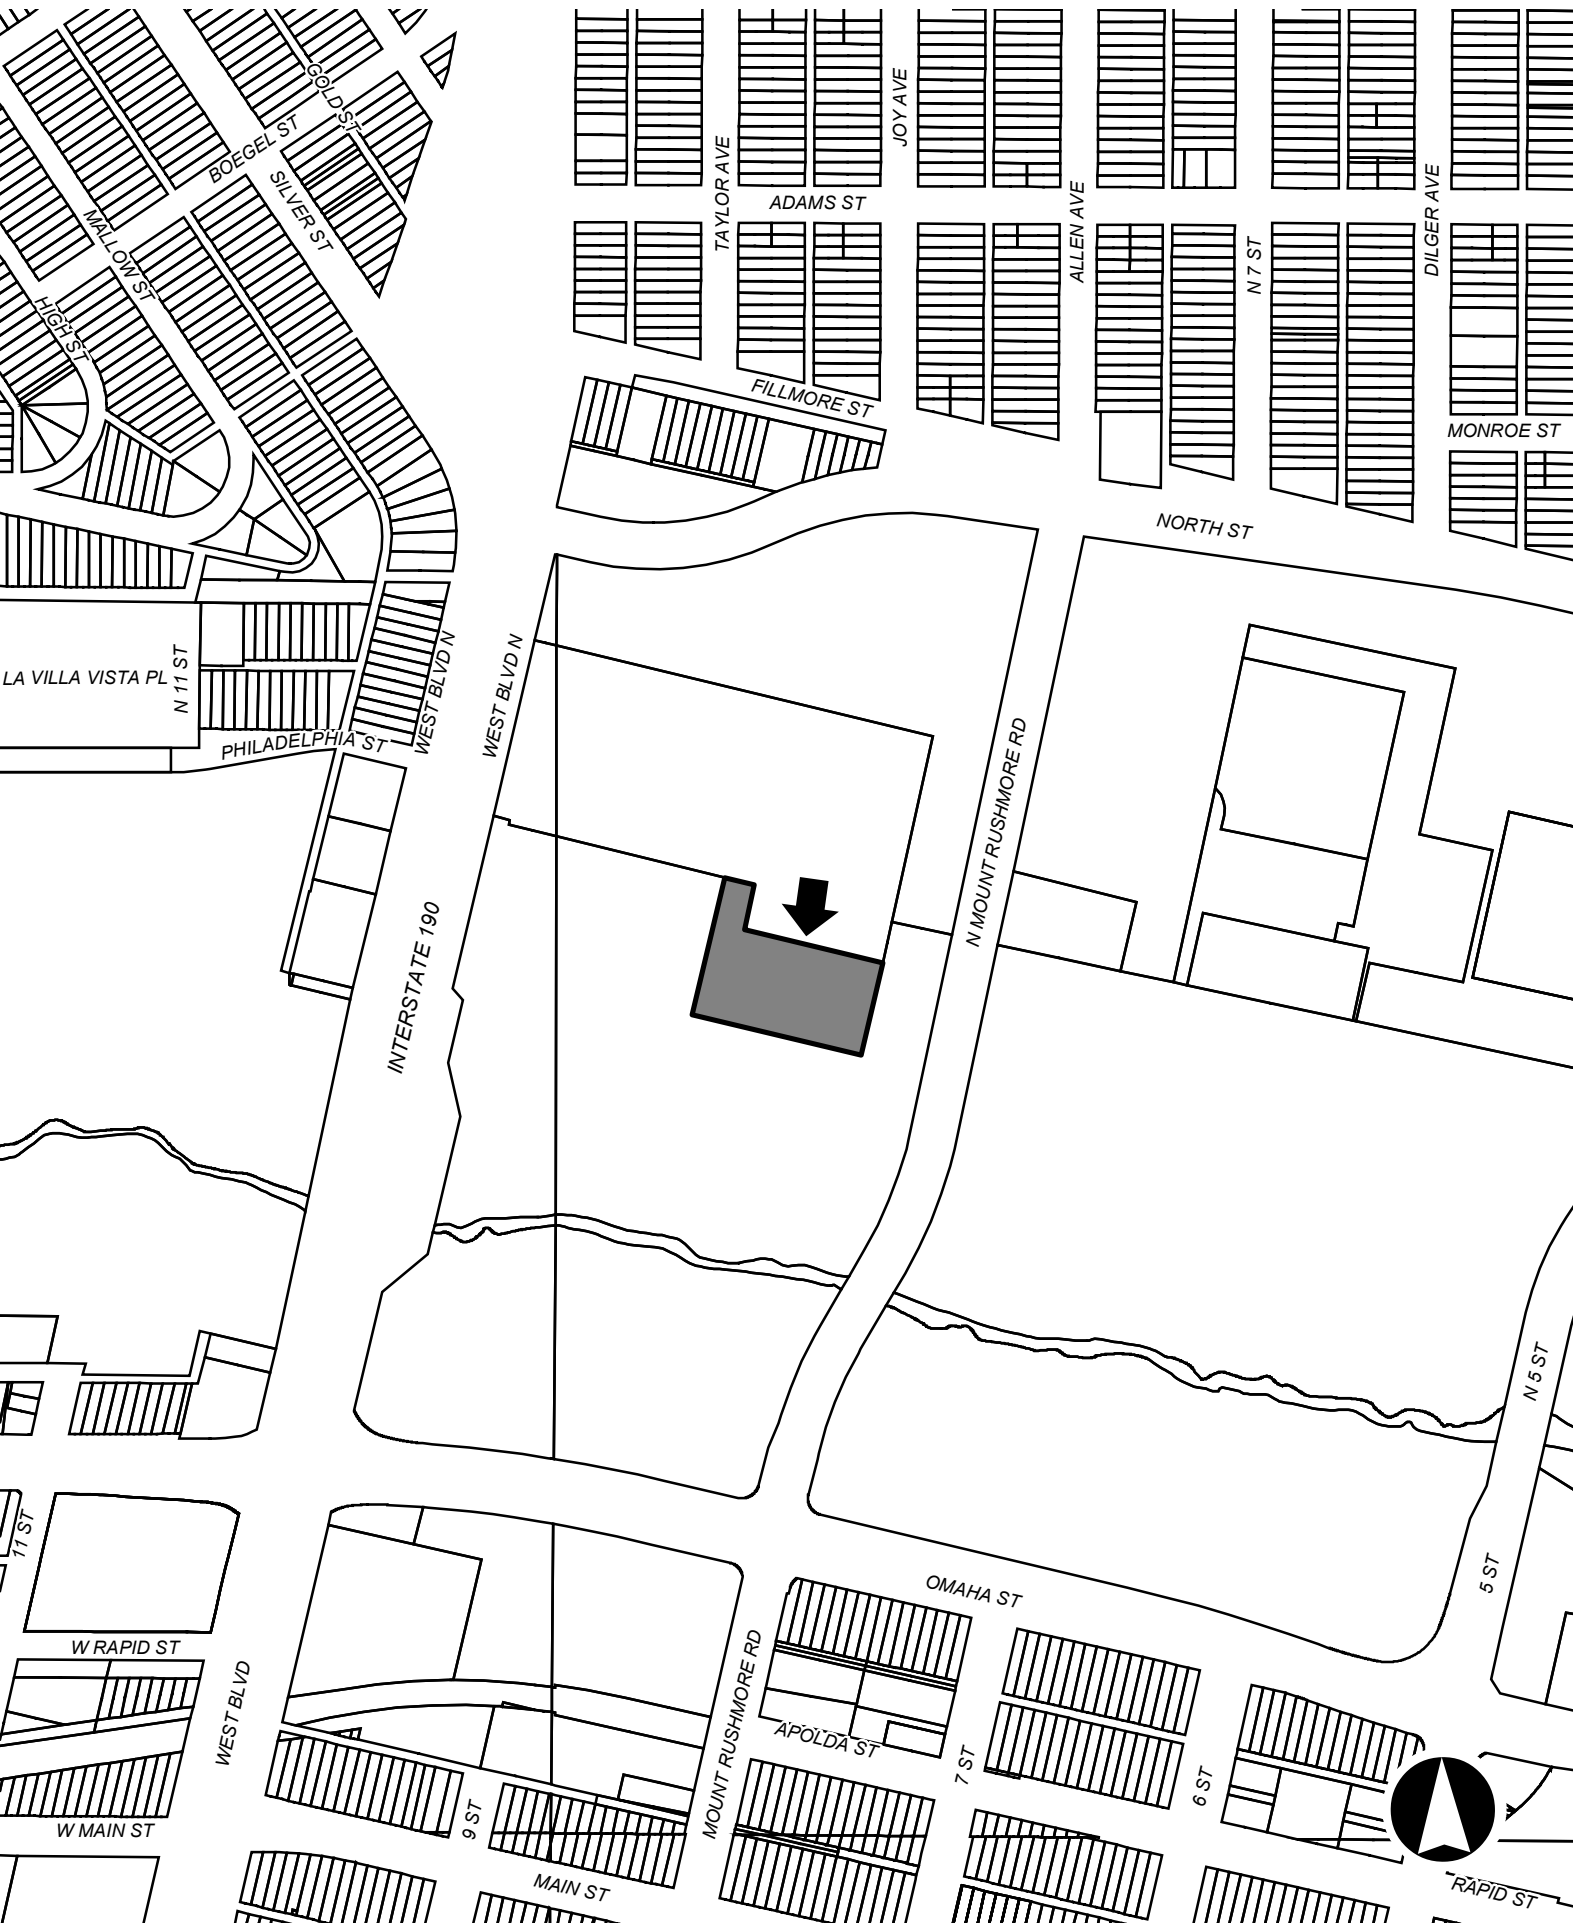 GOLD ST
JOY AVE
BOEGEL ST
TAYLOR AVE
SILVER ST
ADAMS ST
ALLEN AVE
DILGER AVE
MALLOW ST
N 7 ST
HIGH ST
FILLMORE ST
MONROE ST
NORTH ST
WEST BLVD N
WEST BLVD N
LA VILLA VISTA PL
N 11 ST
PHILADELPHIA ST
N MOUNT RUSHMORE RD
INTERSTATE 190
N 5 ST
11 ST
5 ST
OMAHA ST
W RAPID ST
WEST BLVD
MOUNT RUSHMORE RD
APOLDA ST
7 ST
6 ST
9 ST
W MAIN ST
MAIN ST
RAPID ST